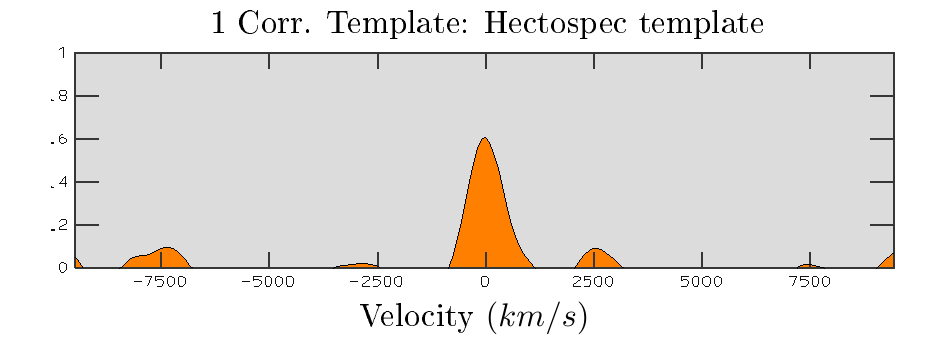 1 Corr. Template: Hectospec template
1
.8
.6
.4
.2
0
−7500 −5000 −2500 0 2500 5000 7500
Velocity (km/s)